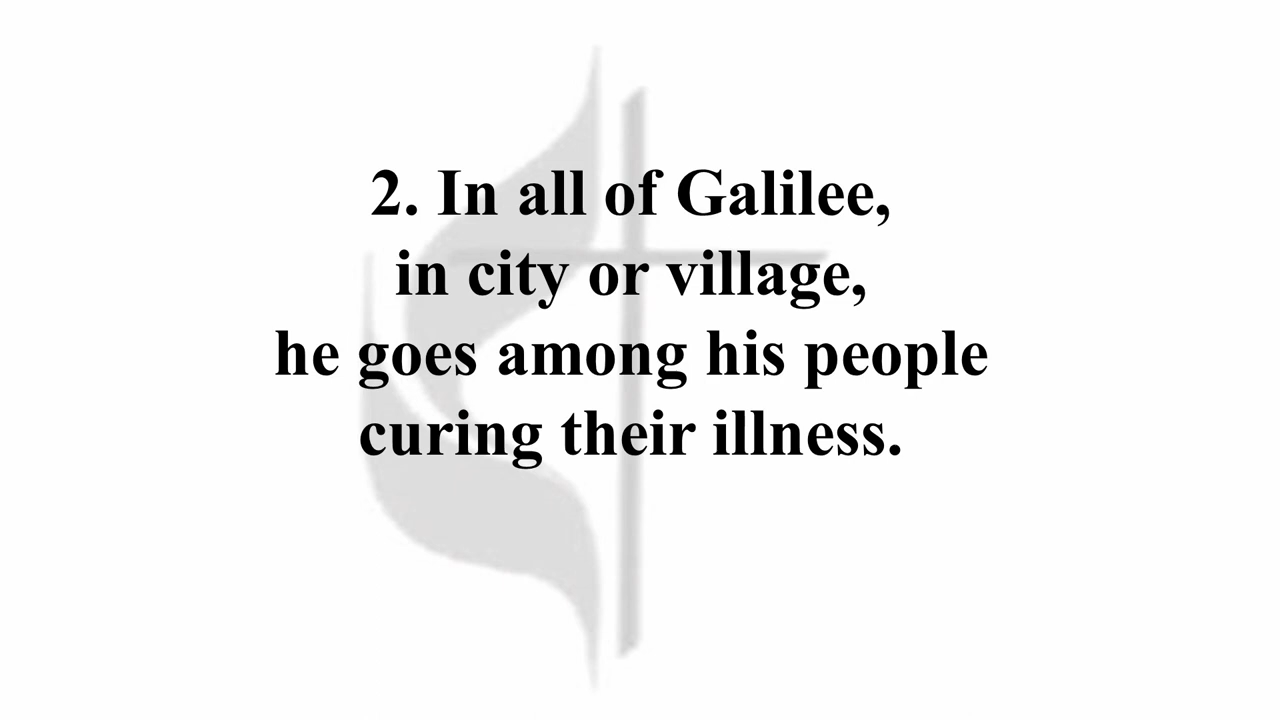 2. In all of Galilee,
in city or village,
he goes among his people
curing their illness.